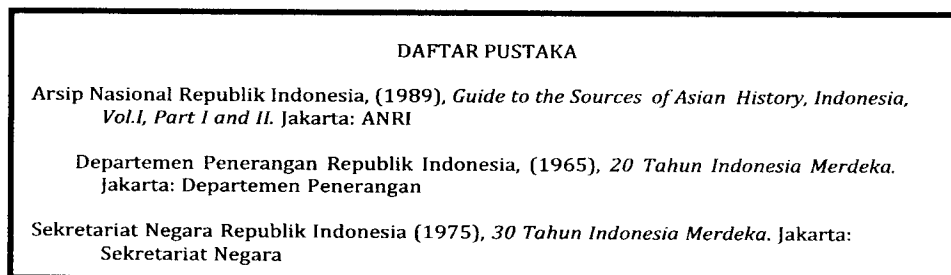 DAFTAR PUSTAKA
Arsip Nasional Republik Indonesia, (1989), Guide to the Sources of Asian History, Indonesia,
Vol.I, Part I and II. Jakarta: ANRI
Departemen Penerangan Republik Indonesia, (1965), 20 Tahun Indonesia Merdeka.
Jakarta: Departemen Penerangan
Sekretariat Negara Republik Indonesia (1975), 30 Tahun Indonesia Merdeka. Jakarta:
Sekretariat Negara